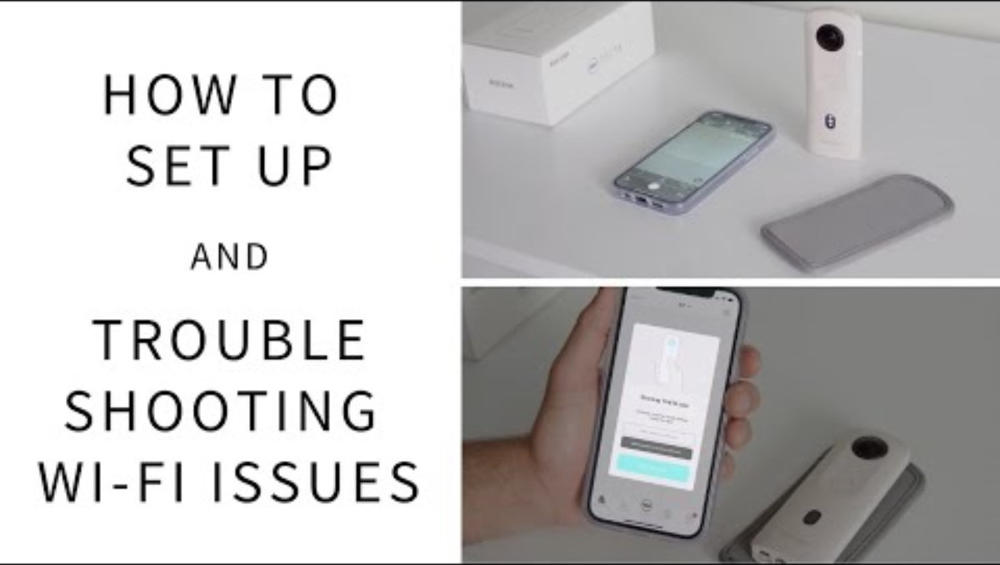 HOW TO
SET UP
AND
TROUBLE
SHOOTING
WI-FI ISSUES